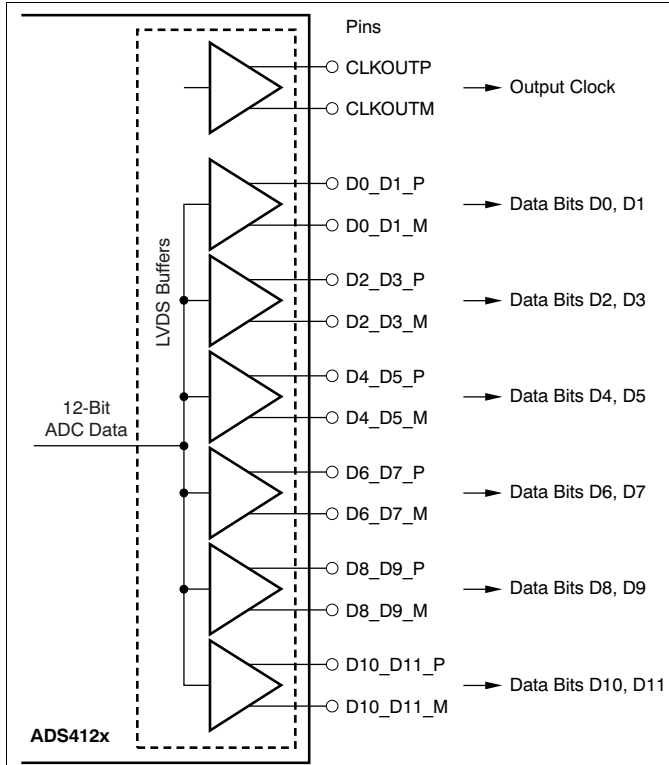 Pins
CLKOUTP
Output Clock
CLKOUTM
D0_D1_P
Data Bits D0, D1
D0_D1_M
LVDS Buffers
D2_D3_P
Data Bits D2, D3
D2_D3_M
D4_D5_P
Data Bits D4, D5
D4_D5_M
12-Bit
ADC Data
D6_D7_P
Data Bits D6, D7
D6_D7_M
D8_D9_P
Data Bits D8, D9
D8_D9_M
D10_D11_P
Data Bits D10, D11
D10_D11_M
ADS412x